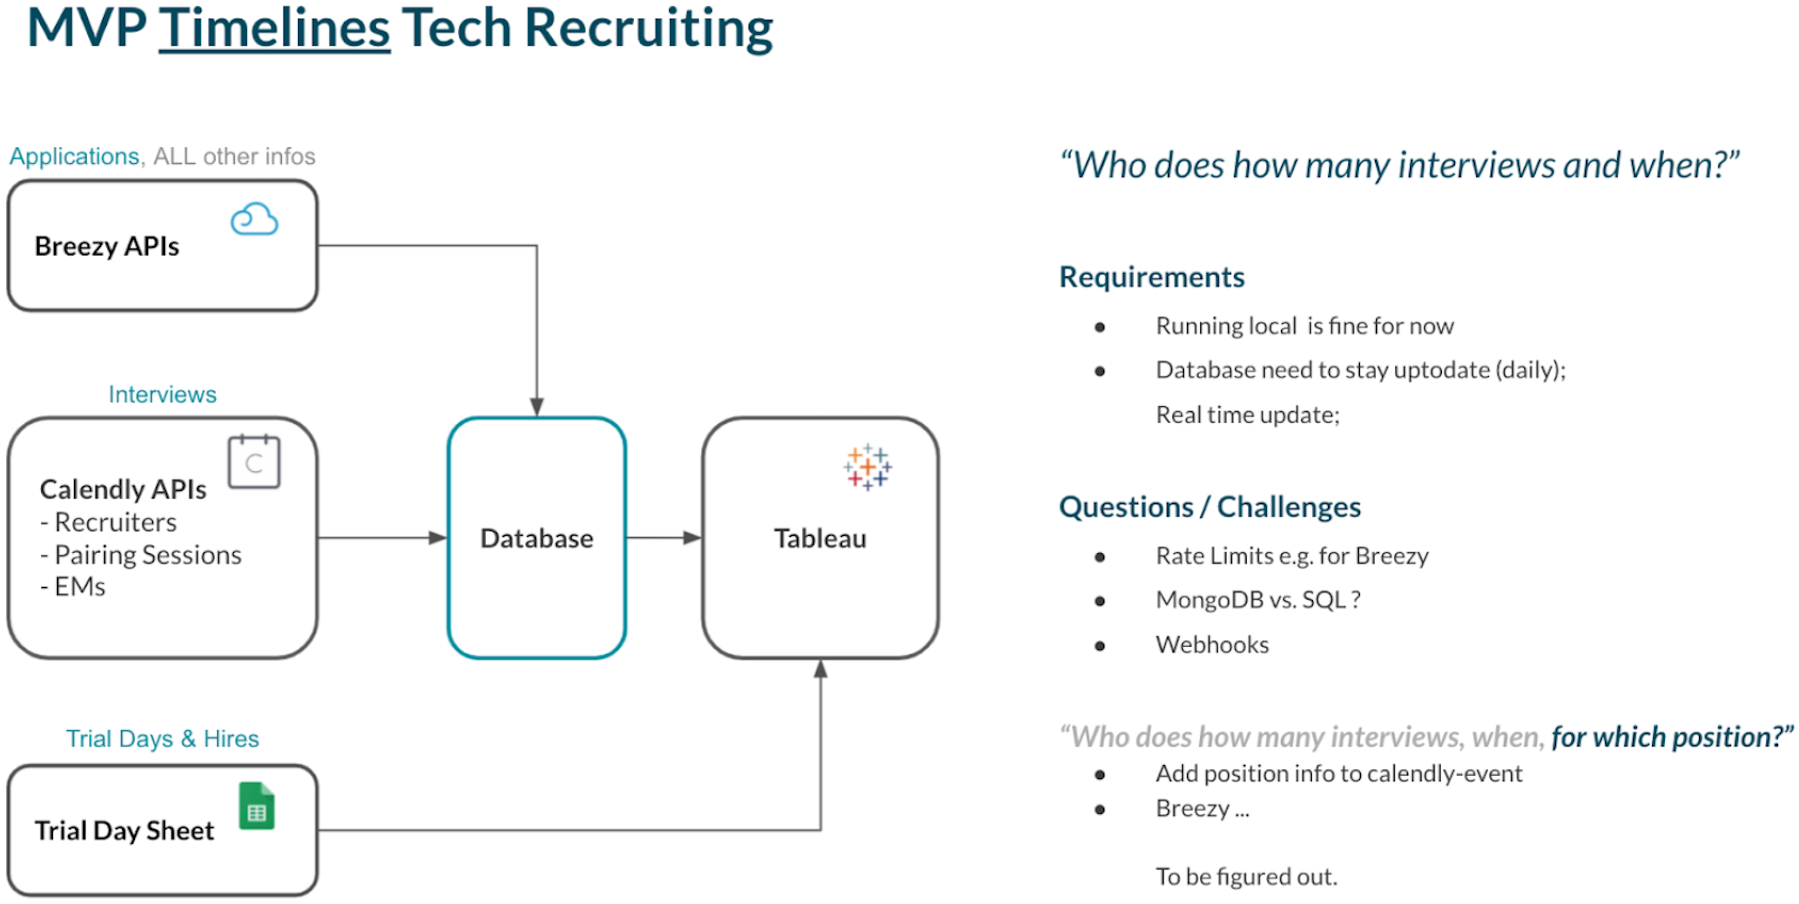 MVP Timelines Tech Recruiting
Applications, ALL other infos
Breezy APIs
Interviews
C
Calendly APIs
- Recruiters
- Pairing Sessions
- EMs
Database
Tableau
Trial Days & Hires
Trial Day Sheet
“Who does how many interviews and when?”
Requirements
● Running local is fine for now
● Database need to stay uptodate (daily);
Real time update;
Questions / Challenges
● Rate Limits e.g. for Breezy
● MongoDB vs. SQL ?
● Webhooks
“Who does how many interviews, when, for which position?”
● Add position info to calendly-event
● Breezy ...
To be figured out.